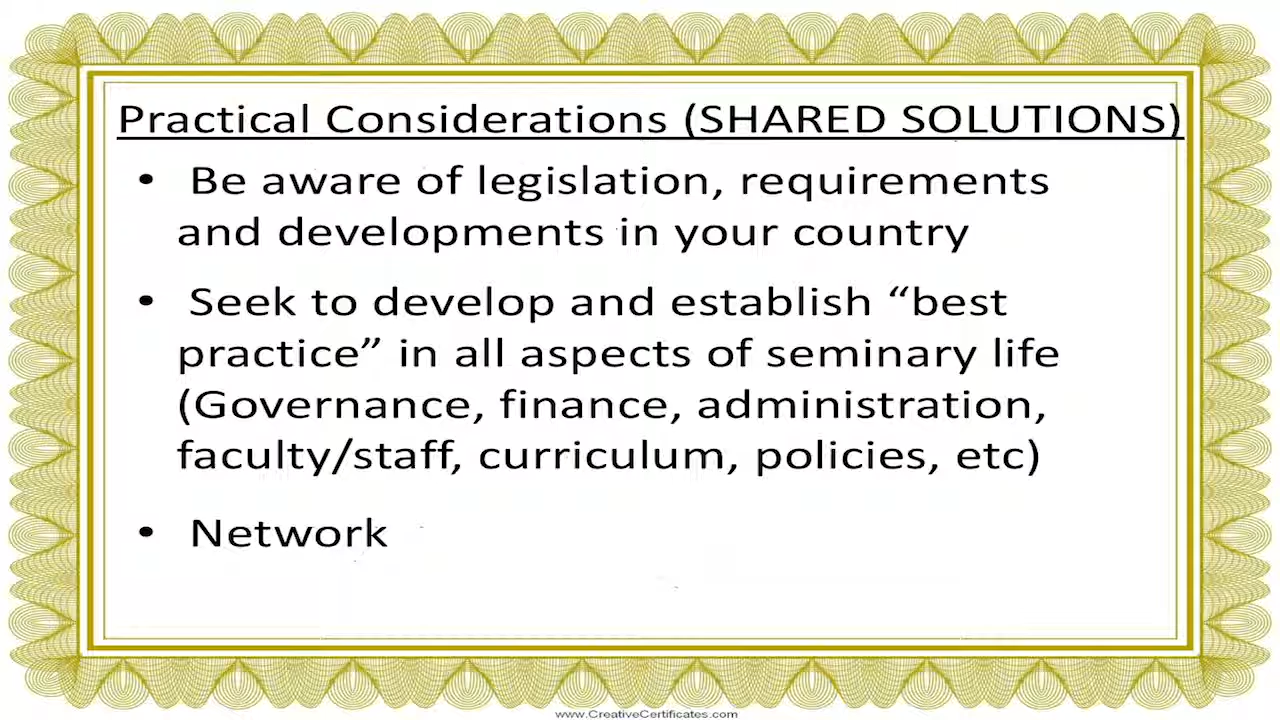 Practical Considerations (SHARED SOLUTIONS)
• Be aware of legislation, requirements
and developments in your country
• Seek to develop and establish “best
practice” in all aspects of seminary life
(Governance, finance, administration,
faculty/staff, curriculum, policies, etc)
• Network
www.CreativeCertificates.com